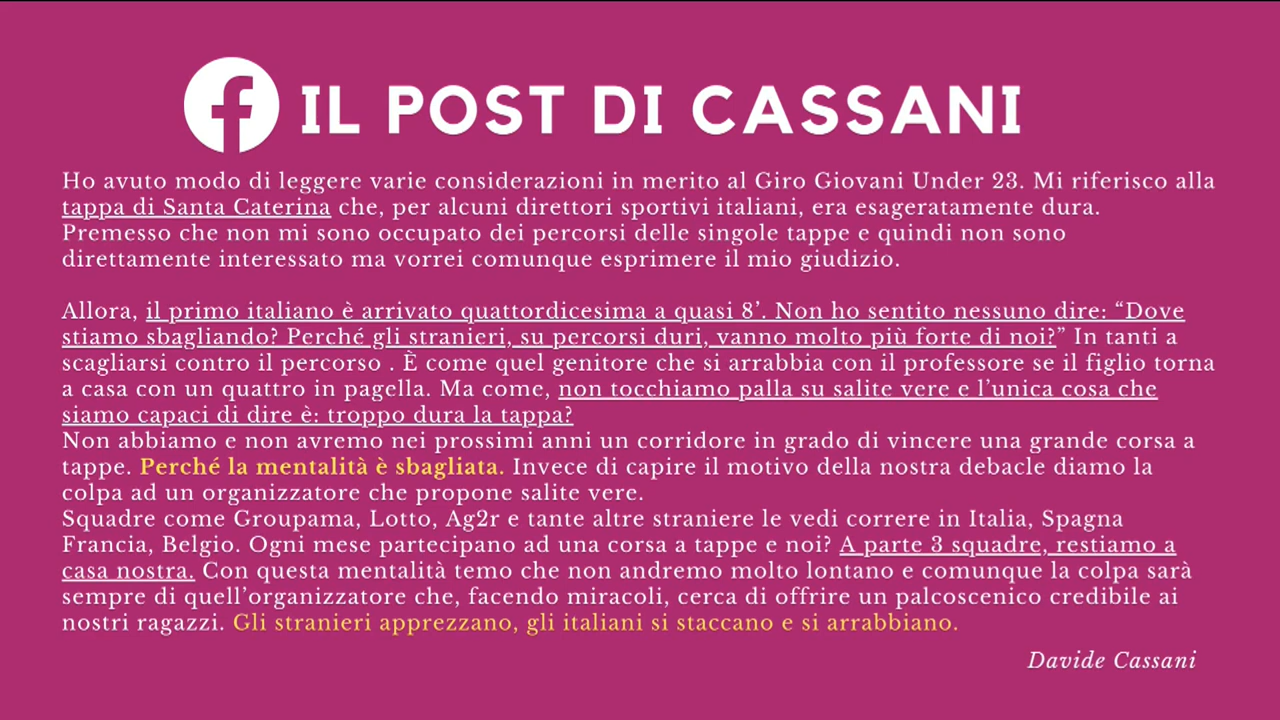 IL POST DI CASSANI
Ho avuto modo di leggere varie considerazioni in merito al Giro Giovani Under 23. Mi riferisco alla
tappa di Santa Caterina che, per alcuni direttori sportivi italiani, era esageratamente dura.
Premesso che non mi sono occupato dei percorsi delle singole tappe e quindi non sono
direttamente interessato ma vorrei comunque esprimere il mio giudizio.
Allora, il primo italiano è arrivato quattordicesima a quasi 8’. Non ho sentito nessuno dire: “Dove
stiamo sbagliando? Perché gli stranieri, su percorsi duri, vanno molto più forte di noi?” In tanti a
scagliarsi contro il percorso . È come quel genitore che si arrabbia con il professore se il figlio torna
a casa con un quattro in pagella. Ma come, non tocchiamo palla su salite vere e l’unica cosa che
siamo capaci di dire è: troppo dura la tappa?
Non abbiamo e non avremo nei prossimi anni un corridore in grado di vincere una grande corsa a
tappe. Perché la mentalità è sbagliata. Invece di capire il motivo della nostra debacle diamo la
colpa ad un organizzatore che propone salite vere.
Squadre come Groupama, Lotto, Ag2r e tante altre straniere le vedi correre in Italia, Spagna
Francia, Belgio. Ogni mese partecipano ad una corsa a tappe e noi? A parte 3 squadre, restiamo a
casa nostra. Con questa mentalità temo che non andremo molto lontano e comunque la colpa sarà
sempre di quell’organizzatore che, facendo miracoli, cerca di offrire un palcoscenico credibile ai
nostri ragazzi. Gli stranieri apprezzano, gli italiani si staccano e si arrabbiano.
Davide Cassani